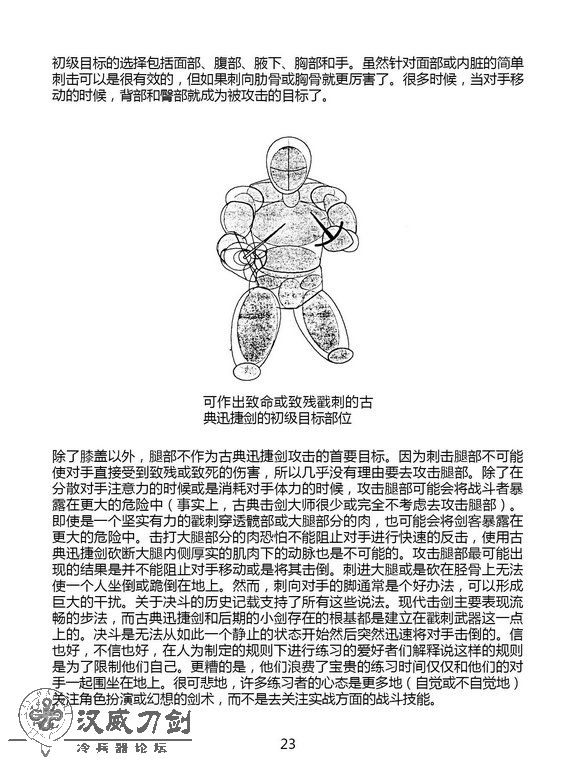 初级目标的选择包括面部、腹部、腋下、胸部和手。虽然针对面部或内脏的简单
刺击可以是很有效的，但如果刺向肋骨或胸骨就更厉害了。很多时候，当对手移
动的时候，背部和臀部就成为被攻击的目标了。
可作出致命或致残戳刺的古
典迅捷剑的初级目标部位
除了膝盖以外，腿部不作为古典迅捷剑攻击的首要目标。因为刺击腿部不可能
使对手直接受到致残或致死的伤害，所以几乎没有理由要去攻击腿部。除了在
分散对手注意力的时候或是消耗对手体力的时候，攻击腿部可能会将战斗者暴
露在更大的危险中（事实上，古典击剑大师很少或完全不考虑去攻击腿部）。
即使是一个坚实有力的戳刺穿透髋部或大腿部分的肉，也可能会将剑客暴露在
更大的危险中。击打大腿部分的肉恐怕不能阻止对手进行快速的反击，使用古
典迅捷剑砍断大腿内侧厚实的肌肉下的动脉也是不可能的。攻击腿部最可能出
现的结果是并不能阻止对手移动或是将其击倒。刺进大腿或是砍在胫骨上无法
使一个人坐倒或跪倒在地上。然而，刺向对手的脚通常是个好办法，可以形成
巨大的干扰。关于决斗的历史记载支持了所有这些说法。现代击剑主要表现流
畅的步法，而古典迅捷剑和后期的小剑存在的根基都是建立在戳刺武器这一点
上的。决斗是无法从如此一个静止的状态开始然后突然迅速将对手击倒的。信
也好，不信也好，在人为制定的规则下进行练习的爱好者们解释说这样的规则
是为了限制他们自己。更糟的是，他们浪费了宝贵的练习时间仅仅和他们的对
手一起围坐在地上。很可悲地，许多练习者的心态是更多地（自觉或不自觉地）
关注角色扮演或幻想的剑术，而不是去关注实战方面的战斗技能。
汉威刀剑
冷兵器论坛
23